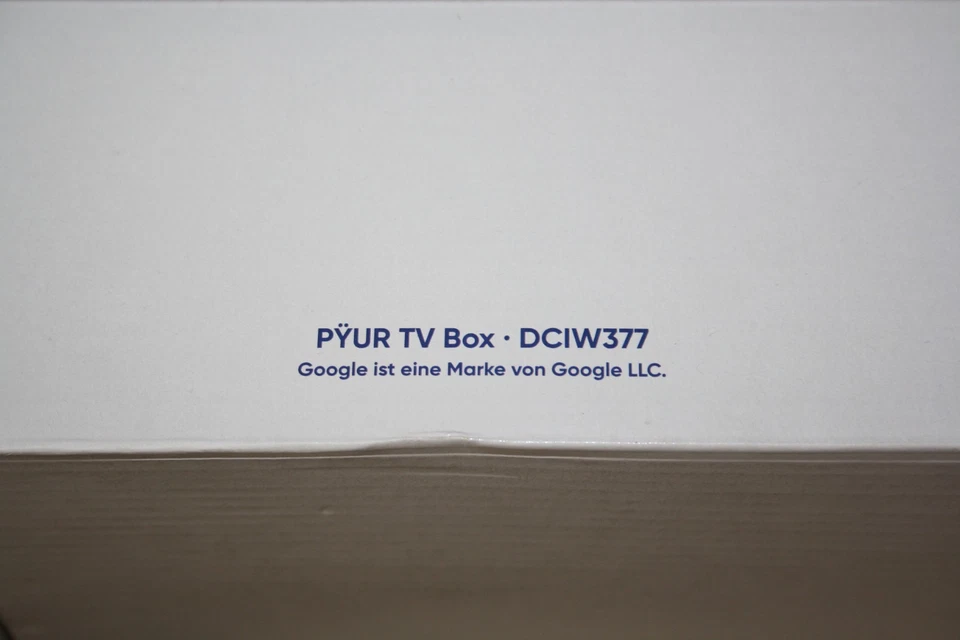 PŸUR TV Box · DCIW377
Google ist eine Marke von Google LLC.